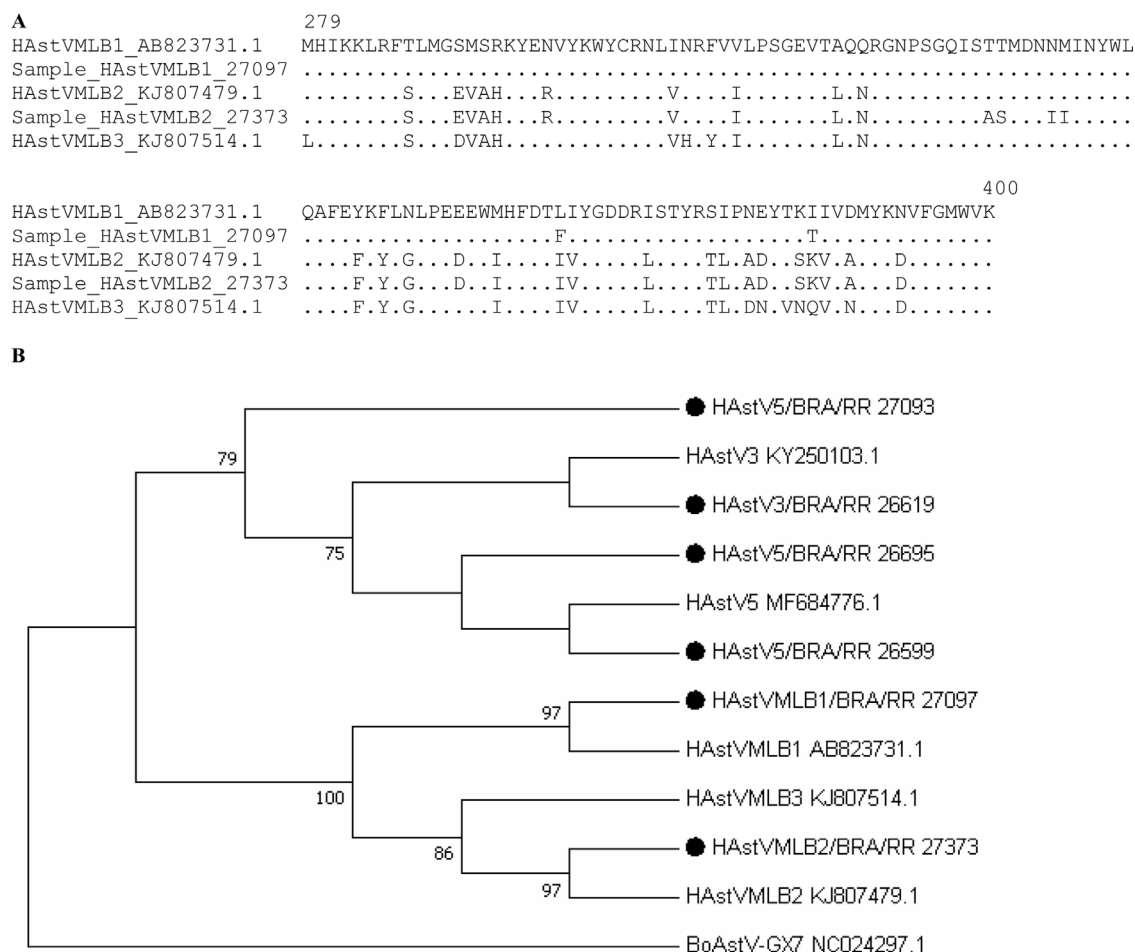 A
279
HAstVMLB1_AB823731.1 MHIKKLRFTLMGSMSRKYENVYKWYCRNLINRFVVLPSGEVTAQQRGNPSGQISTTMDNNMINYWL
Sample_HAstVMLB1_27097 ..................................................................
HAstVMLB2_KJ807479.1 ........S...EVAH...R.........V....I.......L.N.....................
Sample_HAstVMLB2_27373 ........S...EVAH...R.........V....I.......L.N.........AS...II.....
HAstVMLB3_KJ807514.1 L.......S...DVAH.............VH.Y.I.......L.N.....................
400
HAstVMLB1_AB823731.1 QAFEYKFLNLPEEEWMHFDTLIYGDDRISTYRSIPNEYTKIIVDMYKNVFGMWVK
Sample_HAstVMLB1_27097 ....................F...................T..............
HAstVMLB2_KJ807479.1 ....F.Y.G...D..I....IV.....L....TL.AD..SKV.A...D.......
Sample_HAstVMLB2_27373 ....F.Y.G...D..I....IV.....L....TL.AD..SKV.A...D.......
HAstVMLB3_KJ807514.1 ....F.Y.G......I....IV.....L....TL.DN.VNQV.N...D.......
B
HAstV5/BRA/RR 27093
79
HAstV3 KY250103.1
HAstV3/BRA/RR 26619
75
HAstV5/BRA/RR 26695
HAstV5 MF684776.1
HAstV5/BRA/RR 26599
HAstVMLB1/BRA/RR 27097
97
HAstVMLB1 AB823731.1
100
HAstVMLB3 KJ807514.1
86
HAstVMLB2/BRA/RR 27373
97
HAstVMLB2 KJ807479.1
BoAstV-GX7 NC024297.1